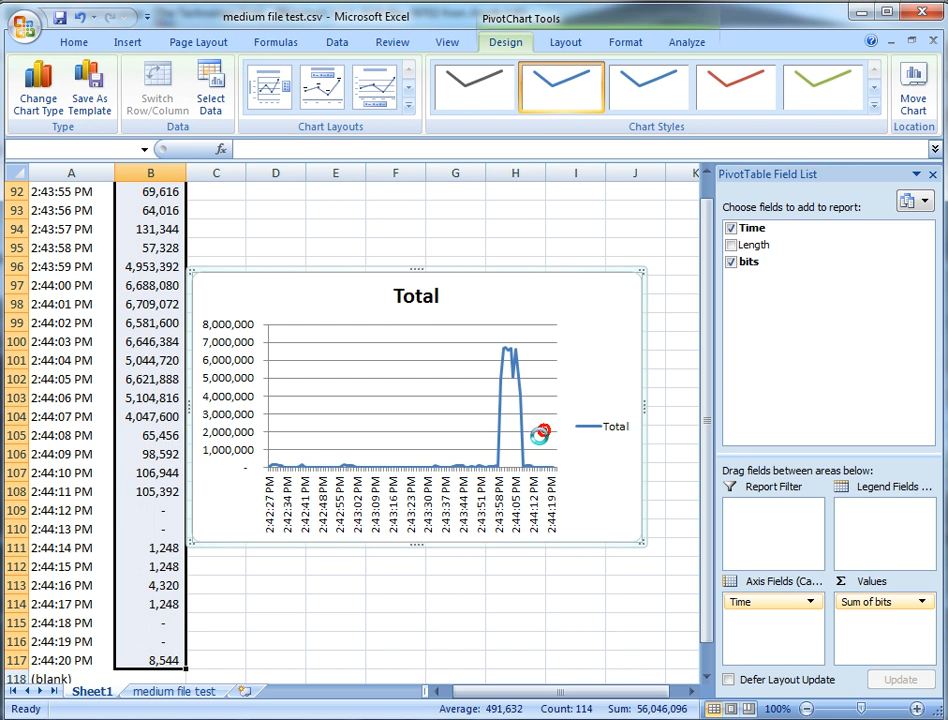 medium file test.csv - Microsoft Excel
PivotChart Tools
Home Insert Page Layout Formulas Data Review View Design Layout Format Analyze
Change Chart Type
Save As Template
Switch Row/Column
Select Data
Move Chart
Type Data Chart Layouts Chart Styles Location
fx
A B C D E F G H I J K
92 2:43:55 PM 69,616
93 2:43:56 PM 64,016
94 2:43:57 PM 131,344
95 2:43:58 PM 57,328
96 2:43:59 PM 4,953,392
97 2:44:00 PM 6,688,080
98 2:44:01 PM 6,709,072
99 2:44:02 PM 6,581,600
100 2:44:03 PM 6,646,384
101 2:44:04 PM 5,044,720
102 2:44:05 PM 6,621,888
103 2:44:06 PM 5,104,816
104 2:44:07 PM 4,047,600
105 2:44:08 PM 65,456
106 2:44:09 PM 98,592
107 2:44:10 PM 106,944
108 2:44:11 PM 105,392
109 2:44:12 PM -
110 2:44:13 PM -
111 2:44:14 PM 1,248
112 2:44:15 PM 1,248
113 2:44:16 PM 4,320
114 2:44:17 PM 1,248
115 2:44:18 PM -
116 2:44:19 PM -
117 2:44:20 PM 8,544
118 (blank)
Total
8,000,000
7,000,000
6,000,000
5,000,000
4,000,000
3,000,000
2,000,000
1,000,000
-
2:42:27 PM
2:42:34 PM
2:42:41 PM
2:42:48 PM
2:42:55 PM
2:43:02 PM
2:43:09 PM
2:43:16 PM
2:43:23 PM
2:43:30 PM
2:43:37 PM
2:43:44 PM
2:43:51 PM
2:43:58 PM
2:44:05 PM
2:44:12 PM
2:44:19 PM
Total
PivotTable Field List
Choose fields to add to report:
Time
Length
bits
Drag fields between areas below:
Report Filter
Legend Fields ...
Axis Fields (Ca...
Σ Values
Time
Sum of bits
Defer Layout Update
Update
Sheet1 medium file test
Ready Average: 491,632 Count: 114 Sum: 56,046,096 100%